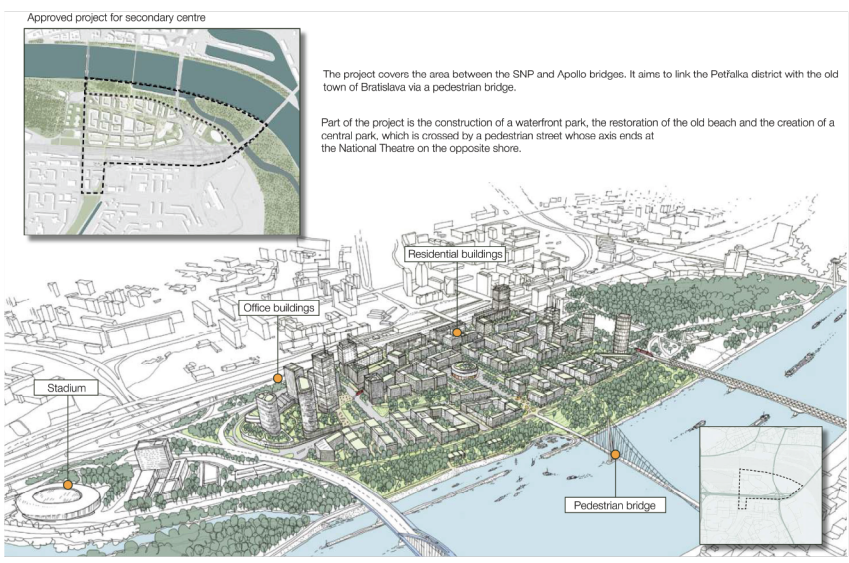 Approved project for secondary centre
The project covers the area between the SNP and Apollo bridges. It aims to link the Petřalka district with the old
town of Bratislava via a pedestrian bridge.
Part of the project is the construction of a waterfront park, the restoration of the old beach and the creation of a
central park, which is crossed by a pedestrian street whose axis ends at
the National Theatre on the opposite shore.
Residential buildings
Office buildings
Stadium
Pedestrian bridge